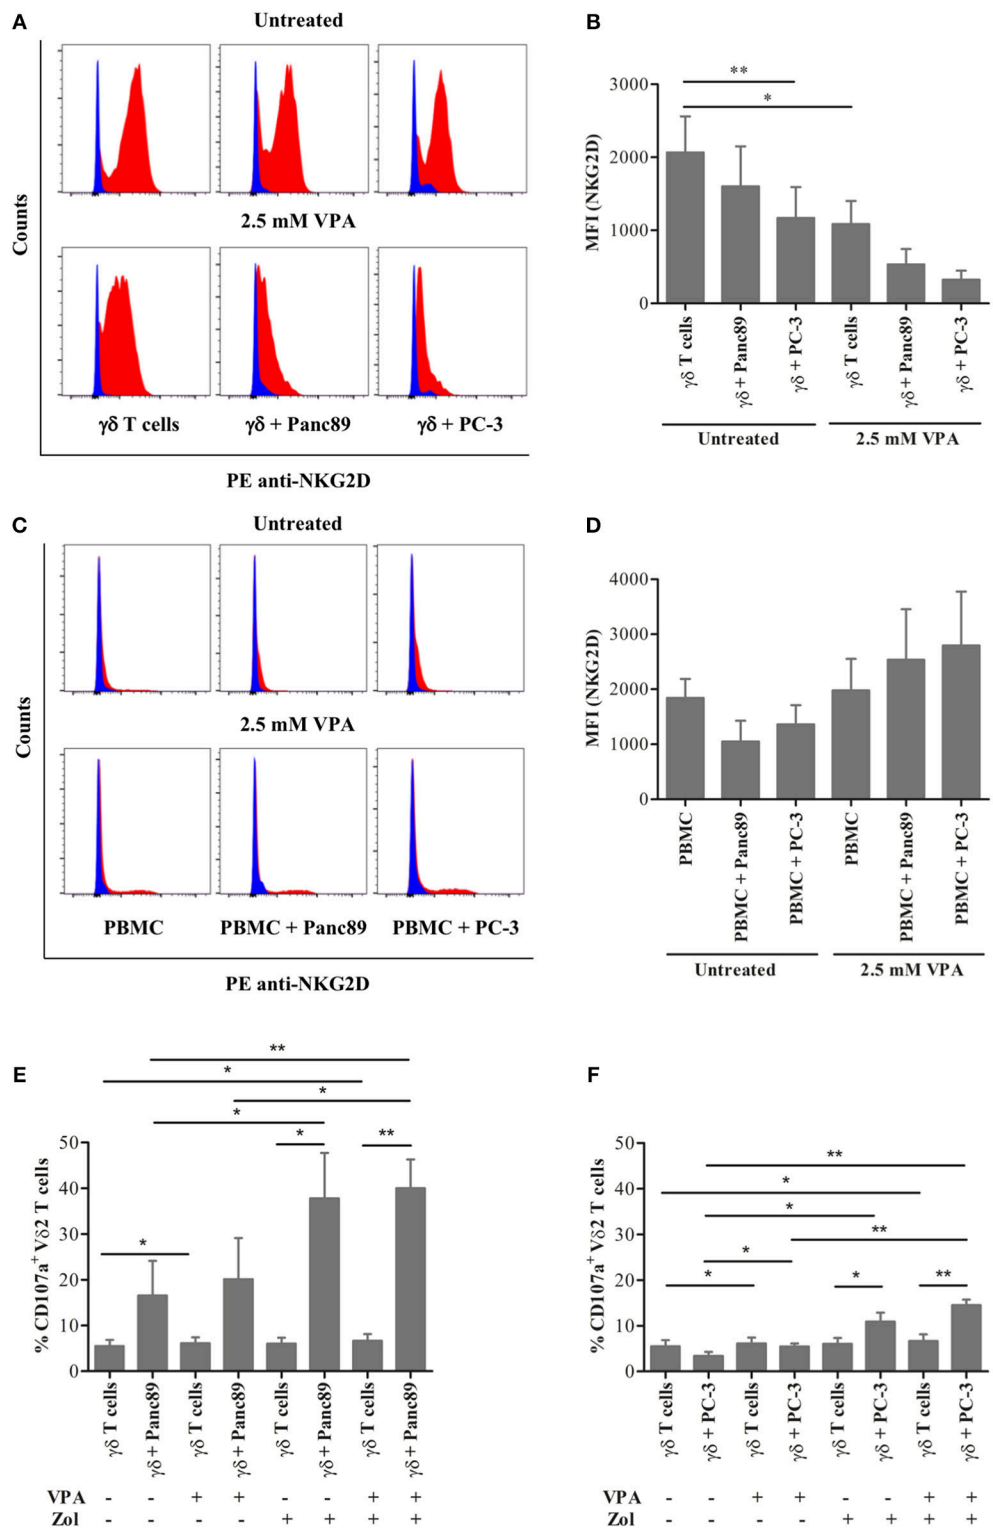 A
Untreated
2.5 mM VPA
Counts
γδ T cells
γδ + Panc89
γδ + PC-3
PE anti-NKG2D
B
MFI (NKG2D)
3000
2000
1000
0
**
*
γδ T cells
γδ + Panc89
γδ + PC-3
γδ T cells
γδ + Panc89
γδ + PC-3
Untreated
2.5 mM VPA
C
Untreated
2.5 mM VPA
Counts
PBMC
PBMC + Panc89
PBMC + PC-3
PE anti-NKG2D
D
MFI (NKG2D)
4000
3000
2000
1000
0
PBMC
PBMC + Panc89
PBMC + PC-3
PBMC
PBMC + Panc89
PBMC + PC-3
Untreated
2.5 mM VPA
E
**
*
*
*
*
**
*
% CD107a+ Vδ2 T cells
50
40
30
20
10
0
γδ T cells
γδ + Panc89
γδ T cells
γδ + Panc89
γδ T cells
γδ + Panc89
γδ T cells
γδ + Panc89
VPA - - + + - - + +
Zol - - - - + + + +
F
**
*
*
**
*
*
*
**
% CD107a+ Vδ2 T cells
50
40
30
20
10
0
γδ T cells
γδ + PC-3
γδ T cells
γδ + PC-3
γδ T cells
γδ + PC-3
γδ T cells
γδ + PC-3
VPA - - + + - - + +
Zol - - - - + + + +